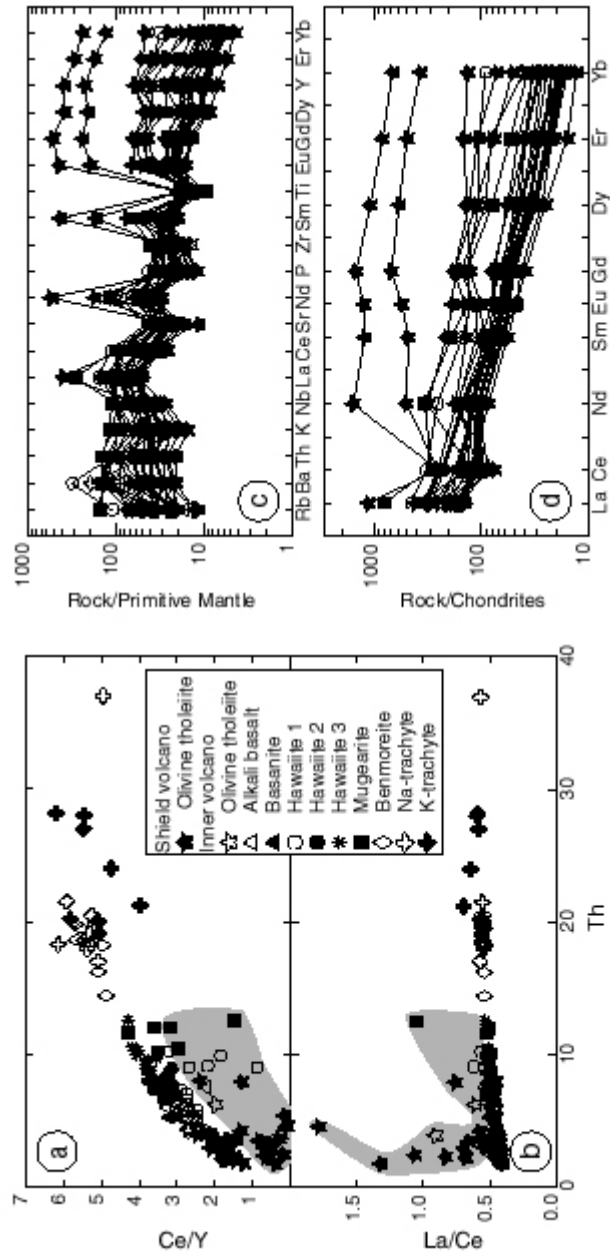 a
7
6
5
4
3
2
1
Ce/Y
Shield volcano
Olivine tholeiite
Inner volcano
Olivine tholeiite
Alkali basalt
Basanite
Hawaiite 1
Hawaiite 2
Hawaiite 3
Mugearite
Benmoreite
Na-trachyte
K-trachyte
b
1.5
1.0
0.5
0.0
La/Ce
0
10
20
30
40
Th
c
1000
100
10
1
Rock/Primitive Mantle
Rb Ba Th K Nb La Ce Sr Nd P Zr Sm Ti Eu Gd Dy Y Er Yb
d
1000
100
10
Rock/Chondrites
La Ce Nd Sm Eu Gd Dy Er Yb